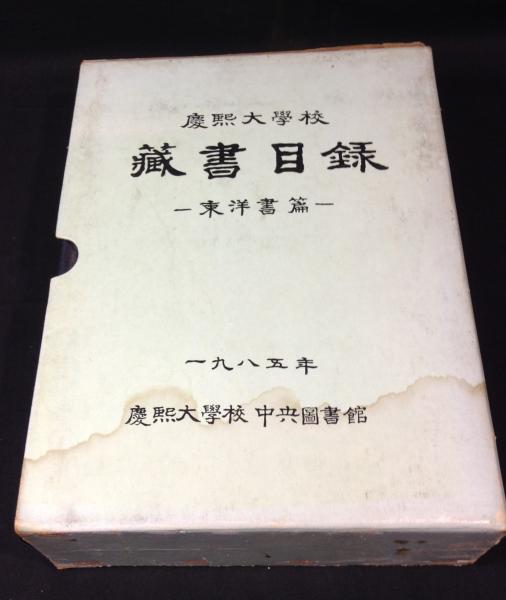 慶熙大學校
藏書目録
─ 東洋書篇 ─
一九八五年
慶熙大學校 中央圖書館